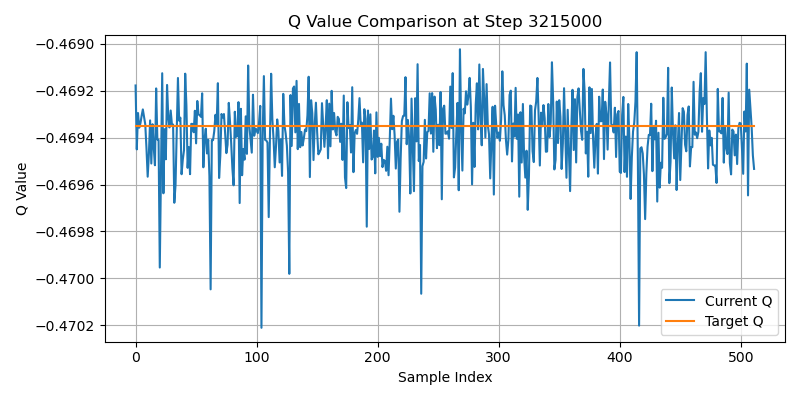 Q Value Comparison at Step 3215000
Q Value
−0.4690
−0.4692
−0.4694
−0.4696
−0.4698
−0.4700
−0.4702
0
100
200
300
400
500
Sample Index
Current Q
Target Q